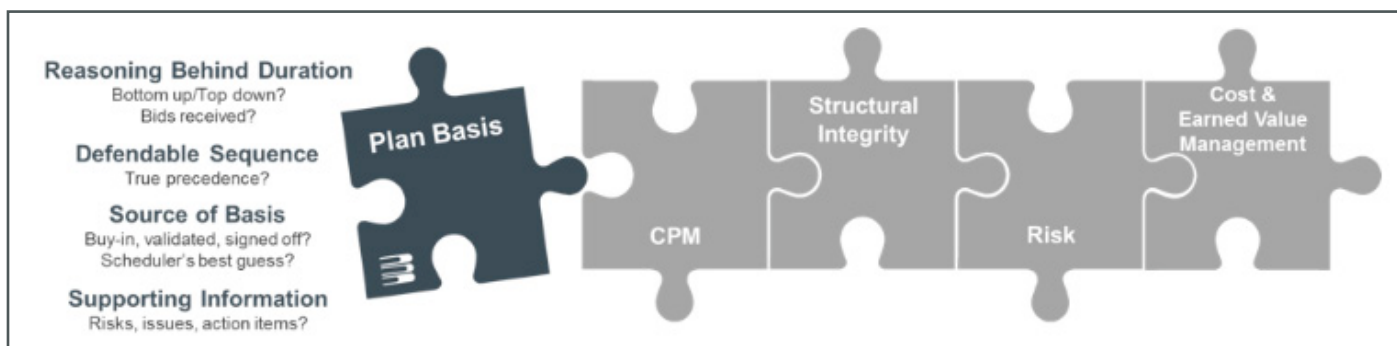 Reasoning Behind Duration
Bottom up/Top down?
Bids received?
Defendable Sequence
True precedence?
Source of Basis
Buy-in, validated, signed off?
Scheduler's best guess?
Supporting Information
Risks, issues, action items?
Plan Basis
CPM
Structural
Integrity
Risk
Cost &
Earned Value
Management